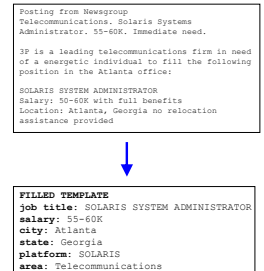 Posting from Newsgroup
Telecommunications. Solaris Systems
Administrator. 55-60K. Immediate need.
3P is a leading telecommunications firm in need
of a energetic individual to fill the following
position in the Atlanta office:
SOLARIS SYSTEM ADMINISTRATOR
Salary: 50-60K with full benefits
Location: Atlanta, Georgia no relocation
assistance provided
FILLED TEMPLATE
job title: SOLARIS SYSTEM ADMINISTRATOR
salary: 55-60K
city: Atlanta
state: Georgia
platform: SOLARIS
area: Telecommunications